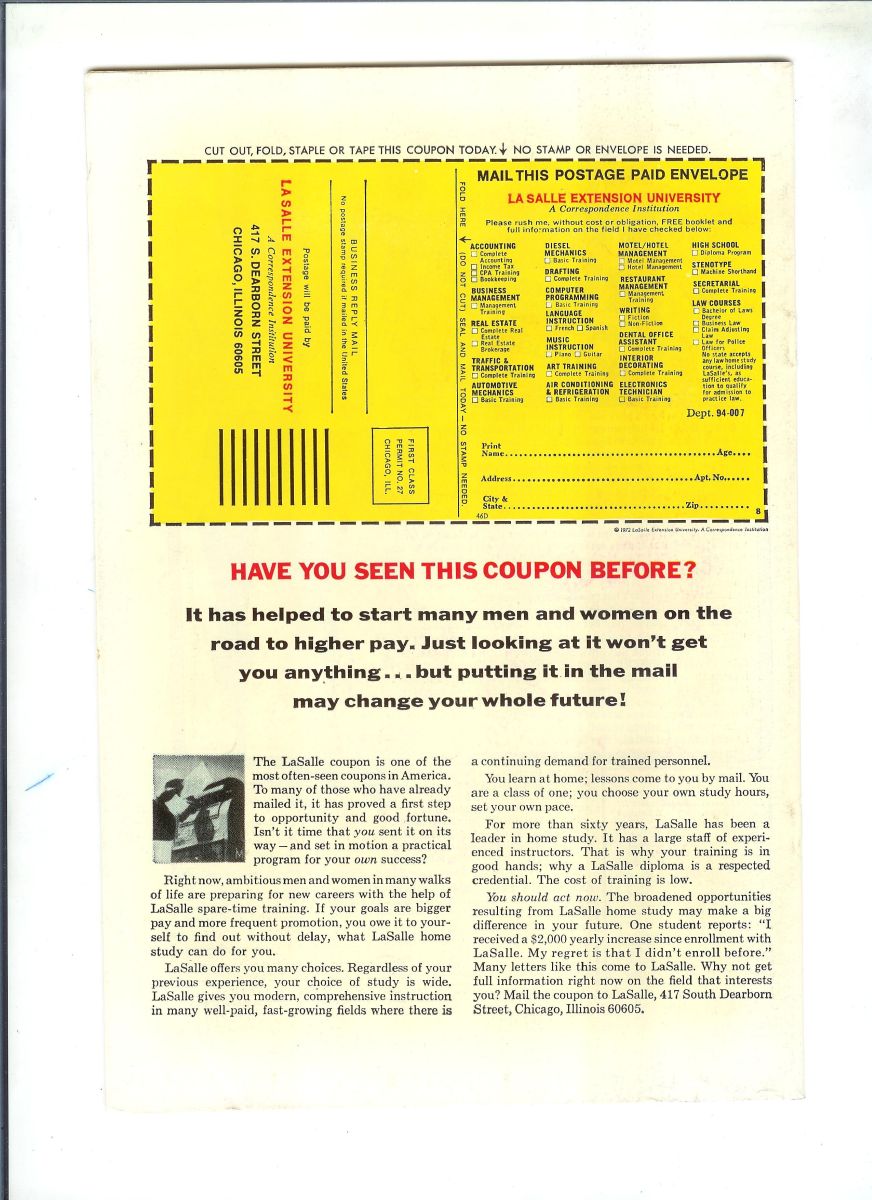 CUT OUT, FOLD, STAPLE OR TAPE THIS COUPON TODAY. NO STAMP OR ENVELOPE IS NEEDED.
BUSINESS REPLY MAIL
No postage stamp required if mailed in the United States
Postage will be paid by
LA SALLE EXTENSION UNIVERSITY
A Correspondence Institution
417 S. DEARBORN STREET
CHICAGO, ILLINOIS 60605
FIRST CLASS
PERMIT NO. 27
CHICAGO, ILL.
FOLD HERE (DO NOT CUT) SEAL AND MAIL TODAY — NO STAMP NEEDED.
MAIL THIS POSTAGE PAID ENVELOPE
LA SALLE EXTENSION UNIVERSITY
A Correspondence Institution
Please rush me, without cost or obligation, FREE booklet and
full information on the field I have checked below:
ACCOUNTING
Complete
Accounting
Income Tax
CPA Training
Bookkeeping
BUSINESS
MANAGEMENT
Management
Training
REAL ESTATE
Complete Real
Estate
Real Estate
Brokerage
TRAFFIC &
TRANSPORTATION
Complete Training
AUTOMOTIVE
MECHANICS
Basic Training
DIESEL
MECHANICS
Basic Training
DRAFTING
Complete Training
COMPUTER
PROGRAMMING
Basic Training
LANGUAGE
INSTRUCTION
French Spanish
MUSIC
INSTRUCTION
Piano Guitar
ART TRAINING
Complete Training
AIR CONDITIONING
& REFRIGERATION
Basic Training
MOTEL/HOTEL
MANAGEMENT
Motel Management
Hotel Management
RESTAURANT
MANAGEMENT
Management
Training
WRITING
Fiction
Non-Fiction
DENTAL OFFICE
ASSISTANT
Complete Training
INTERIOR
DECORATING
Complete Training
ELECTRONICS
TECHNICIAN
Basic Training
HIGH SCHOOL
Diploma Program
STENOTYPE
Machine Shorthand
SECRETARIAL
Complete Training
LAW COURSES
Bachelor of Laws
Degree
Business Law
Claim Adjusting
Law
Law for Police
Officers
No state accepts
any law home study
course, including
LaSalle's, as
sufficient educa-
tion to qualify
for admission to
practice law.
Dept. 94-007
Print
Name Age
Address Apt. No.
City &
State Zip
46D
8
© 1972 LaSalle Extension University. A Correspondence Institution
HAVE YOU SEEN THIS COUPON BEFORE?
It has helped to start many men and women on the
road to higher pay. Just looking at it won't get
you anything...but putting it in the mail
may change your whole future!
The LaSalle coupon is one of the
most often-seen coupons in America.
To many of those who have already
mailed it, it has proved a first step
to opportunity and good fortune.
Isn't it time that you sent it on its
way—and set in motion a practical
program for your own success?
Right now, ambitious men and women in many walks
of life are preparing for new careers with the help of
LaSalle spare-time training. If your goals are bigger
pay and more frequent promotion, you owe it to your-
self to find out without delay, what LaSalle home
study can do for you.
LaSalle offers you many choices. Regardless of your
previous experience, your choice of study is wide.
LaSalle gives you modern, comprehensive instruction
in many well-paid, fast-growing fields where there is
a continuing demand for trained personnel.
You learn at home; lessons come to you by mail. You
are a class of one; you choose your own study hours,
set your own pace.
For more than sixty years, LaSalle has been a
leader in home study. It has a large staff of experi-
enced instructors. That is why your training is in
good hands; why a LaSalle diploma is a respected
credential. The cost of training is low.
You should act now. The broadened opportunities
resulting from LaSalle home study may make a big
difference in your future. One student reports: "I
received a $2,000 yearly increase since enrollment with
LaSalle. My regret is that I didn't enroll before."
Many letters like this come to LaSalle. Why not get
full information right now on the field that interests
you? Mail the coupon to LaSalle, 417 South Dearborn
Street, Chicago, Illinois 60605.